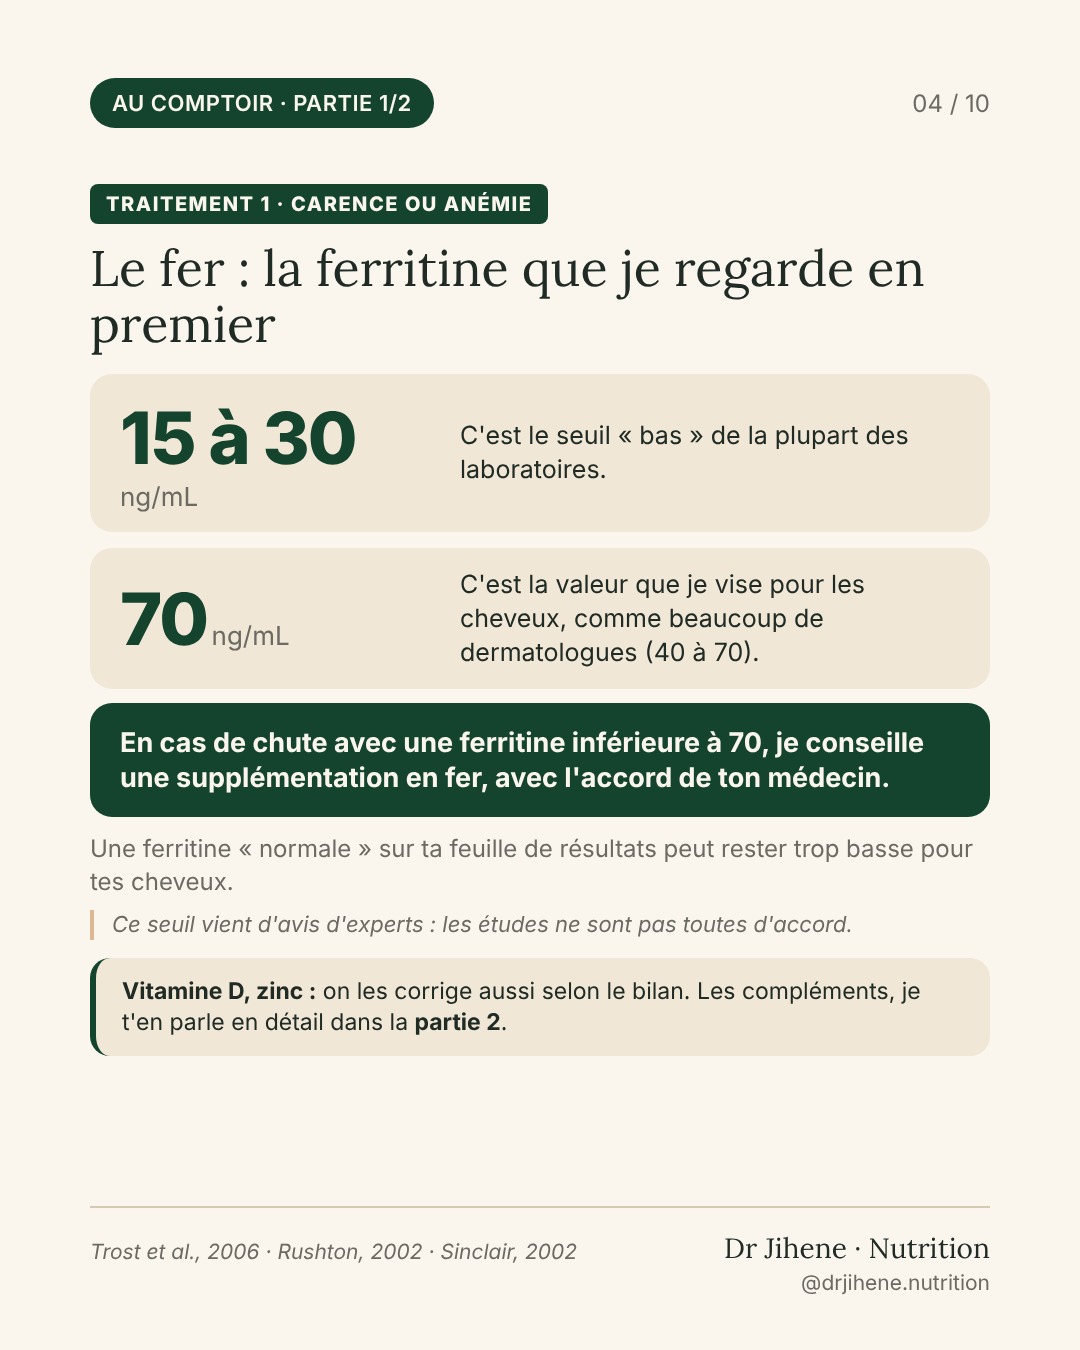 AU COMPTOIR · PARTIE 1/2
04 / 10
TRAITEMENT 1 · CARENCE OU ANÉMIE
Le fer : la ferritine que je regarde en
premier
15 à 30
ng/mL
C'est le seuil « bas » de la plupart des
laboratoires.
70 ng/mL
C'est la valeur que je vise pour les
cheveux, comme beaucoup de
dermatologues (40 à 70).
En cas de chute avec une ferritine inférieure à 70, je conseille
une supplémentation en fer, avec l'accord de ton médecin.
Une ferritine « normale » sur ta feuille de résultats peut rester trop basse pour
tes cheveux.
Ce seuil vient d'avis d'experts : les études ne sont pas toutes d'accord.
Vitamine D, zinc : on les corrige aussi selon le bilan. Les compléments, je
t'en parle en détail dans la partie 2.
Trost et al., 2006 · Rushton, 2002 · Sinclair, 2002
Dr Jihene · Nutrition
@drjihene.nutrition